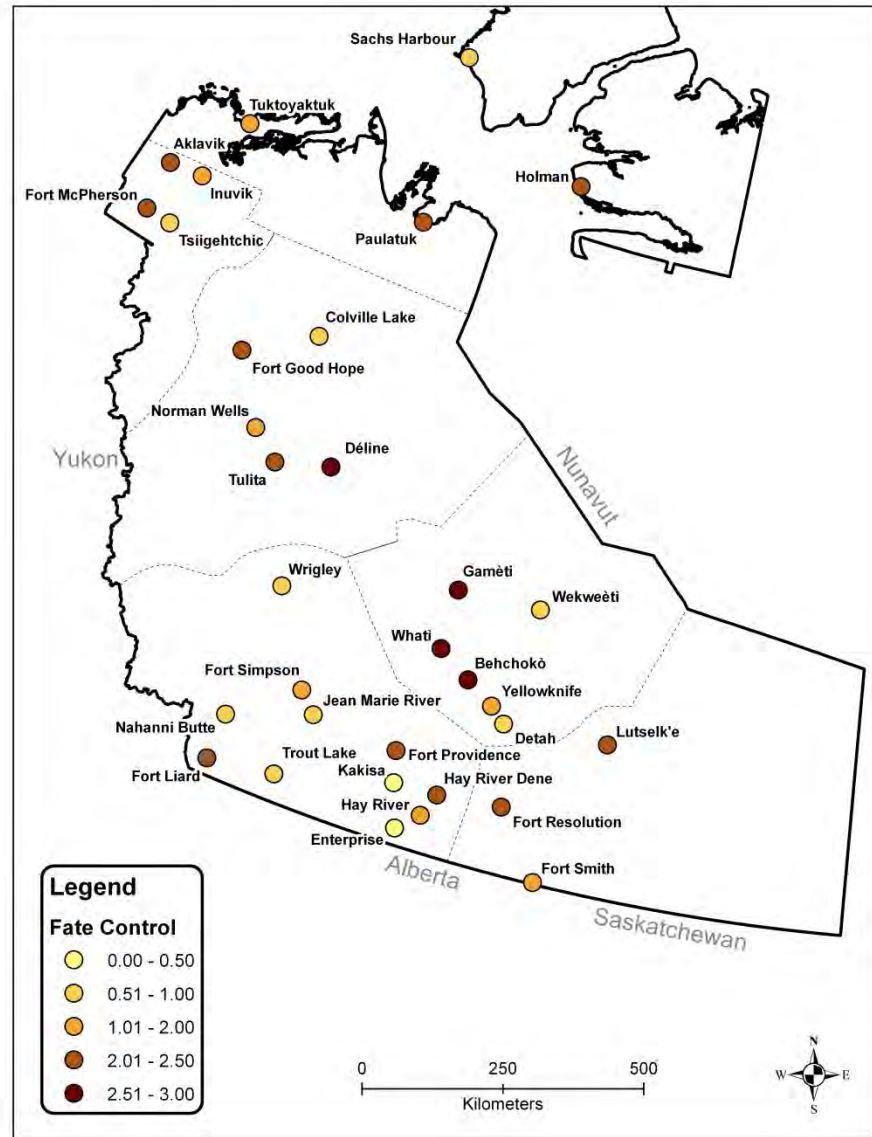 Sachs Harbour
Tuktoyaktuk
Aklavik
Inuvik
Holman
Fort McPherson
Tsiigehtchic
Paulatuk
Colville Lake
Fort Good Hope
Norman Wells
Yukon
Déline
Tulita
Nunavut
Wrigley
Gamèti
Wekweèti
Whati
Behchokò
Fort Simpson
Yellowknife
Jean Marie River
Nahanni Butte
Detah
Lutselk'e
Trout Lake
Fort Providence
Fort Liard
Kakisa
Hay River Dene
Hay River
Fort Resolution
Enterprise
Alberta
Fort Smith
Saskatchewan
Legend
Fate Control
0.00 - 0.50
0.51 - 1.00
1.01 - 2.00
2.01 - 2.50
2.51 - 3.00
0 250 500
Kilometers
N
W E
S